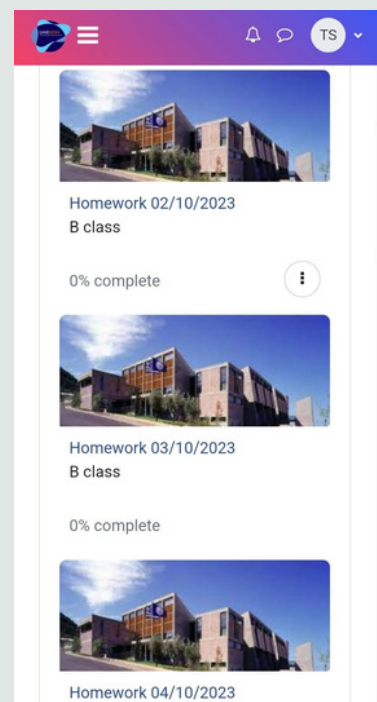 TS
Homework 02/10/2023
B class
0% complete
Homework 03/10/2023
B class
0% complete
Homework 04/10/2023